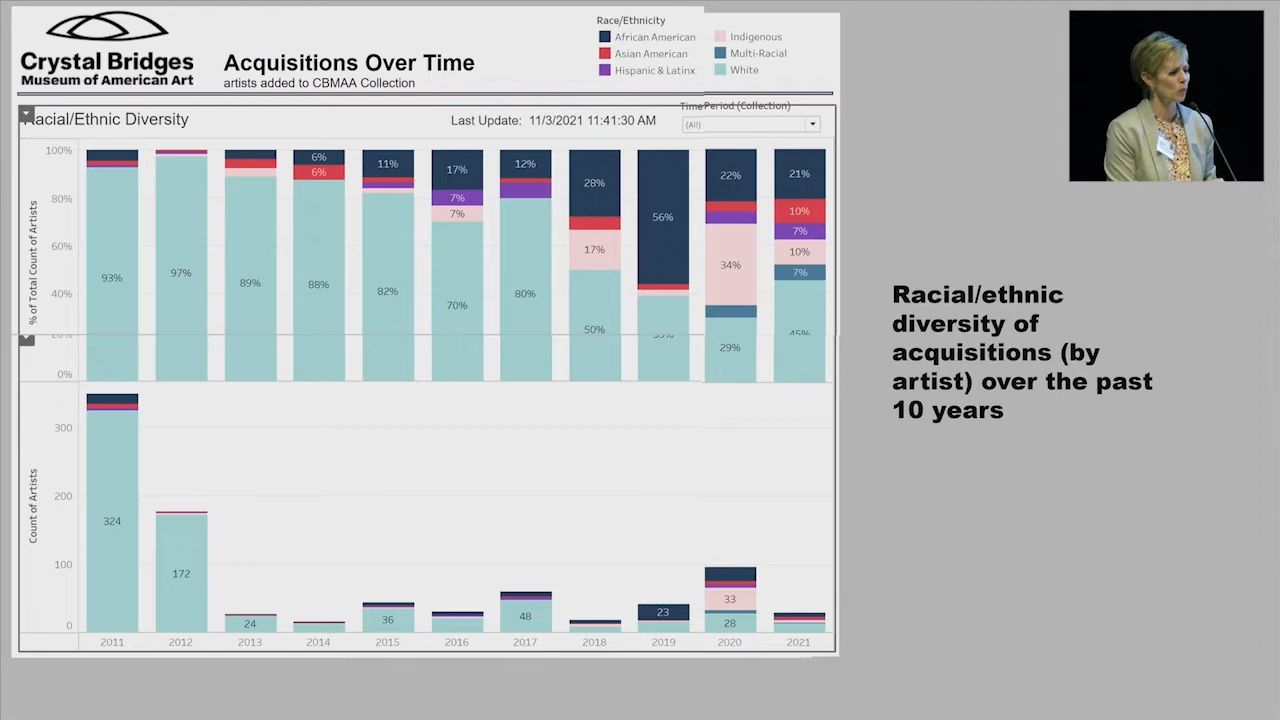 Crystal Bridges
Museum of American Art
Acquisitions Over Time
artists added to CBMAA Collection
Race/Ethnicity
African American
Indigenous
Asian American
Multi-Racial
Hispanic & Latinx
White
Racial/Ethnic Diversity
Last Update: 11/3/2021 11:41:30 AM
Time Period (Collection)
(All)
% of Total Count of Artists
100%
80%
60%
40%
20%
0%
93%
97%
89%
6%
6%
88%
11%
82%
17%
7%
7%
70%
12%
80%
28%
17%
50%
56%
39%
22%
34%
29%
21%
10%
7%
10%
7%
45%
Count of Artists
300
200
100
0
324
172
24
36
48
23
33
28
2011 2012 2013 2014 2015 2016 2017 2018 2019 2020 2021
Racial/ethnic
diversity of
acquisitions (by
artist) over the past
10 years